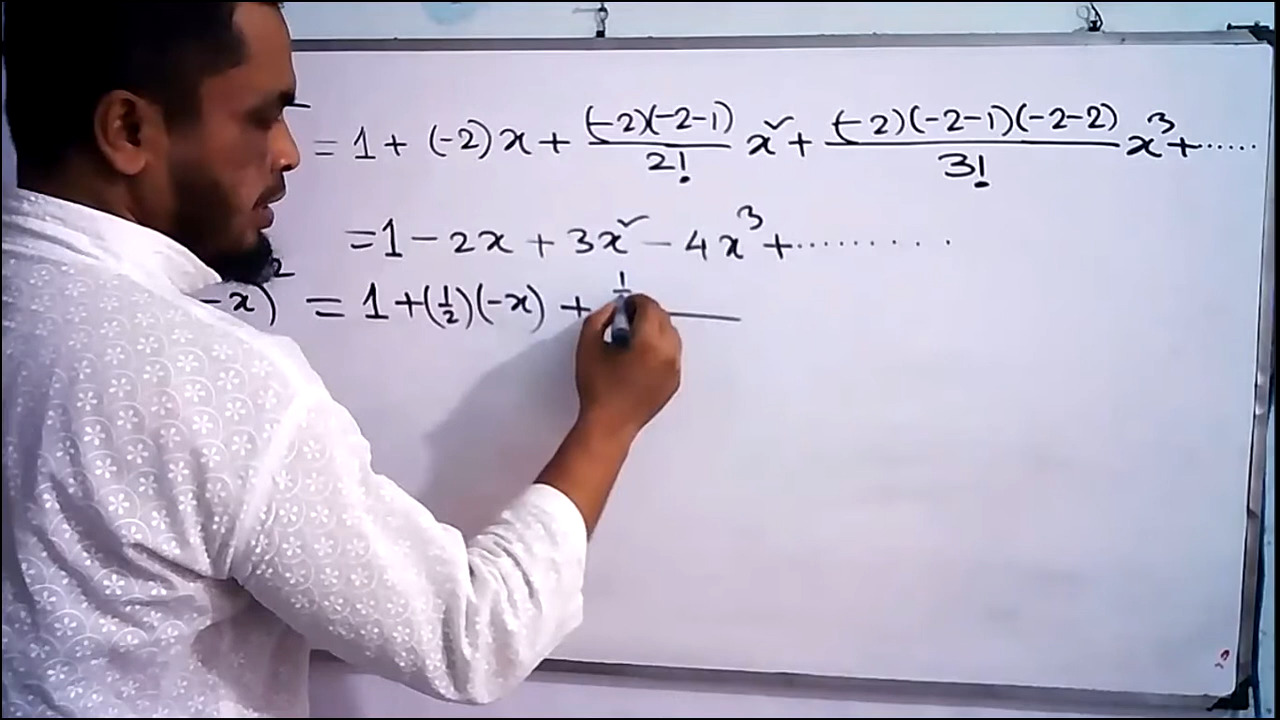 = 1 + (-2)x + (-2)(-2-1)/2! x² + (-2)(-2-1)(-2-2)/3! x³ + ......
= 1 - 2x + 3x² - 4x³ + .........
-x) = 1 + (1/2)(-x) + 1